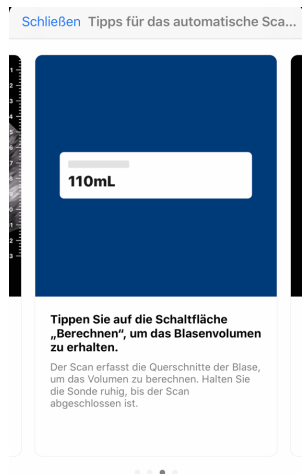 Schließen Tipps für das automatische Sca...
110mL
Tippen Sie auf die Schaltfläche
„Berechnen“, um das Blasenvolumen
zu erhalten.
Der Scan erfasst die Querschnitte der Blase,
um das Volumen zu berechnen. Halten Sie
die Sonde ruhig, bis der Scan
abgeschlossen ist.